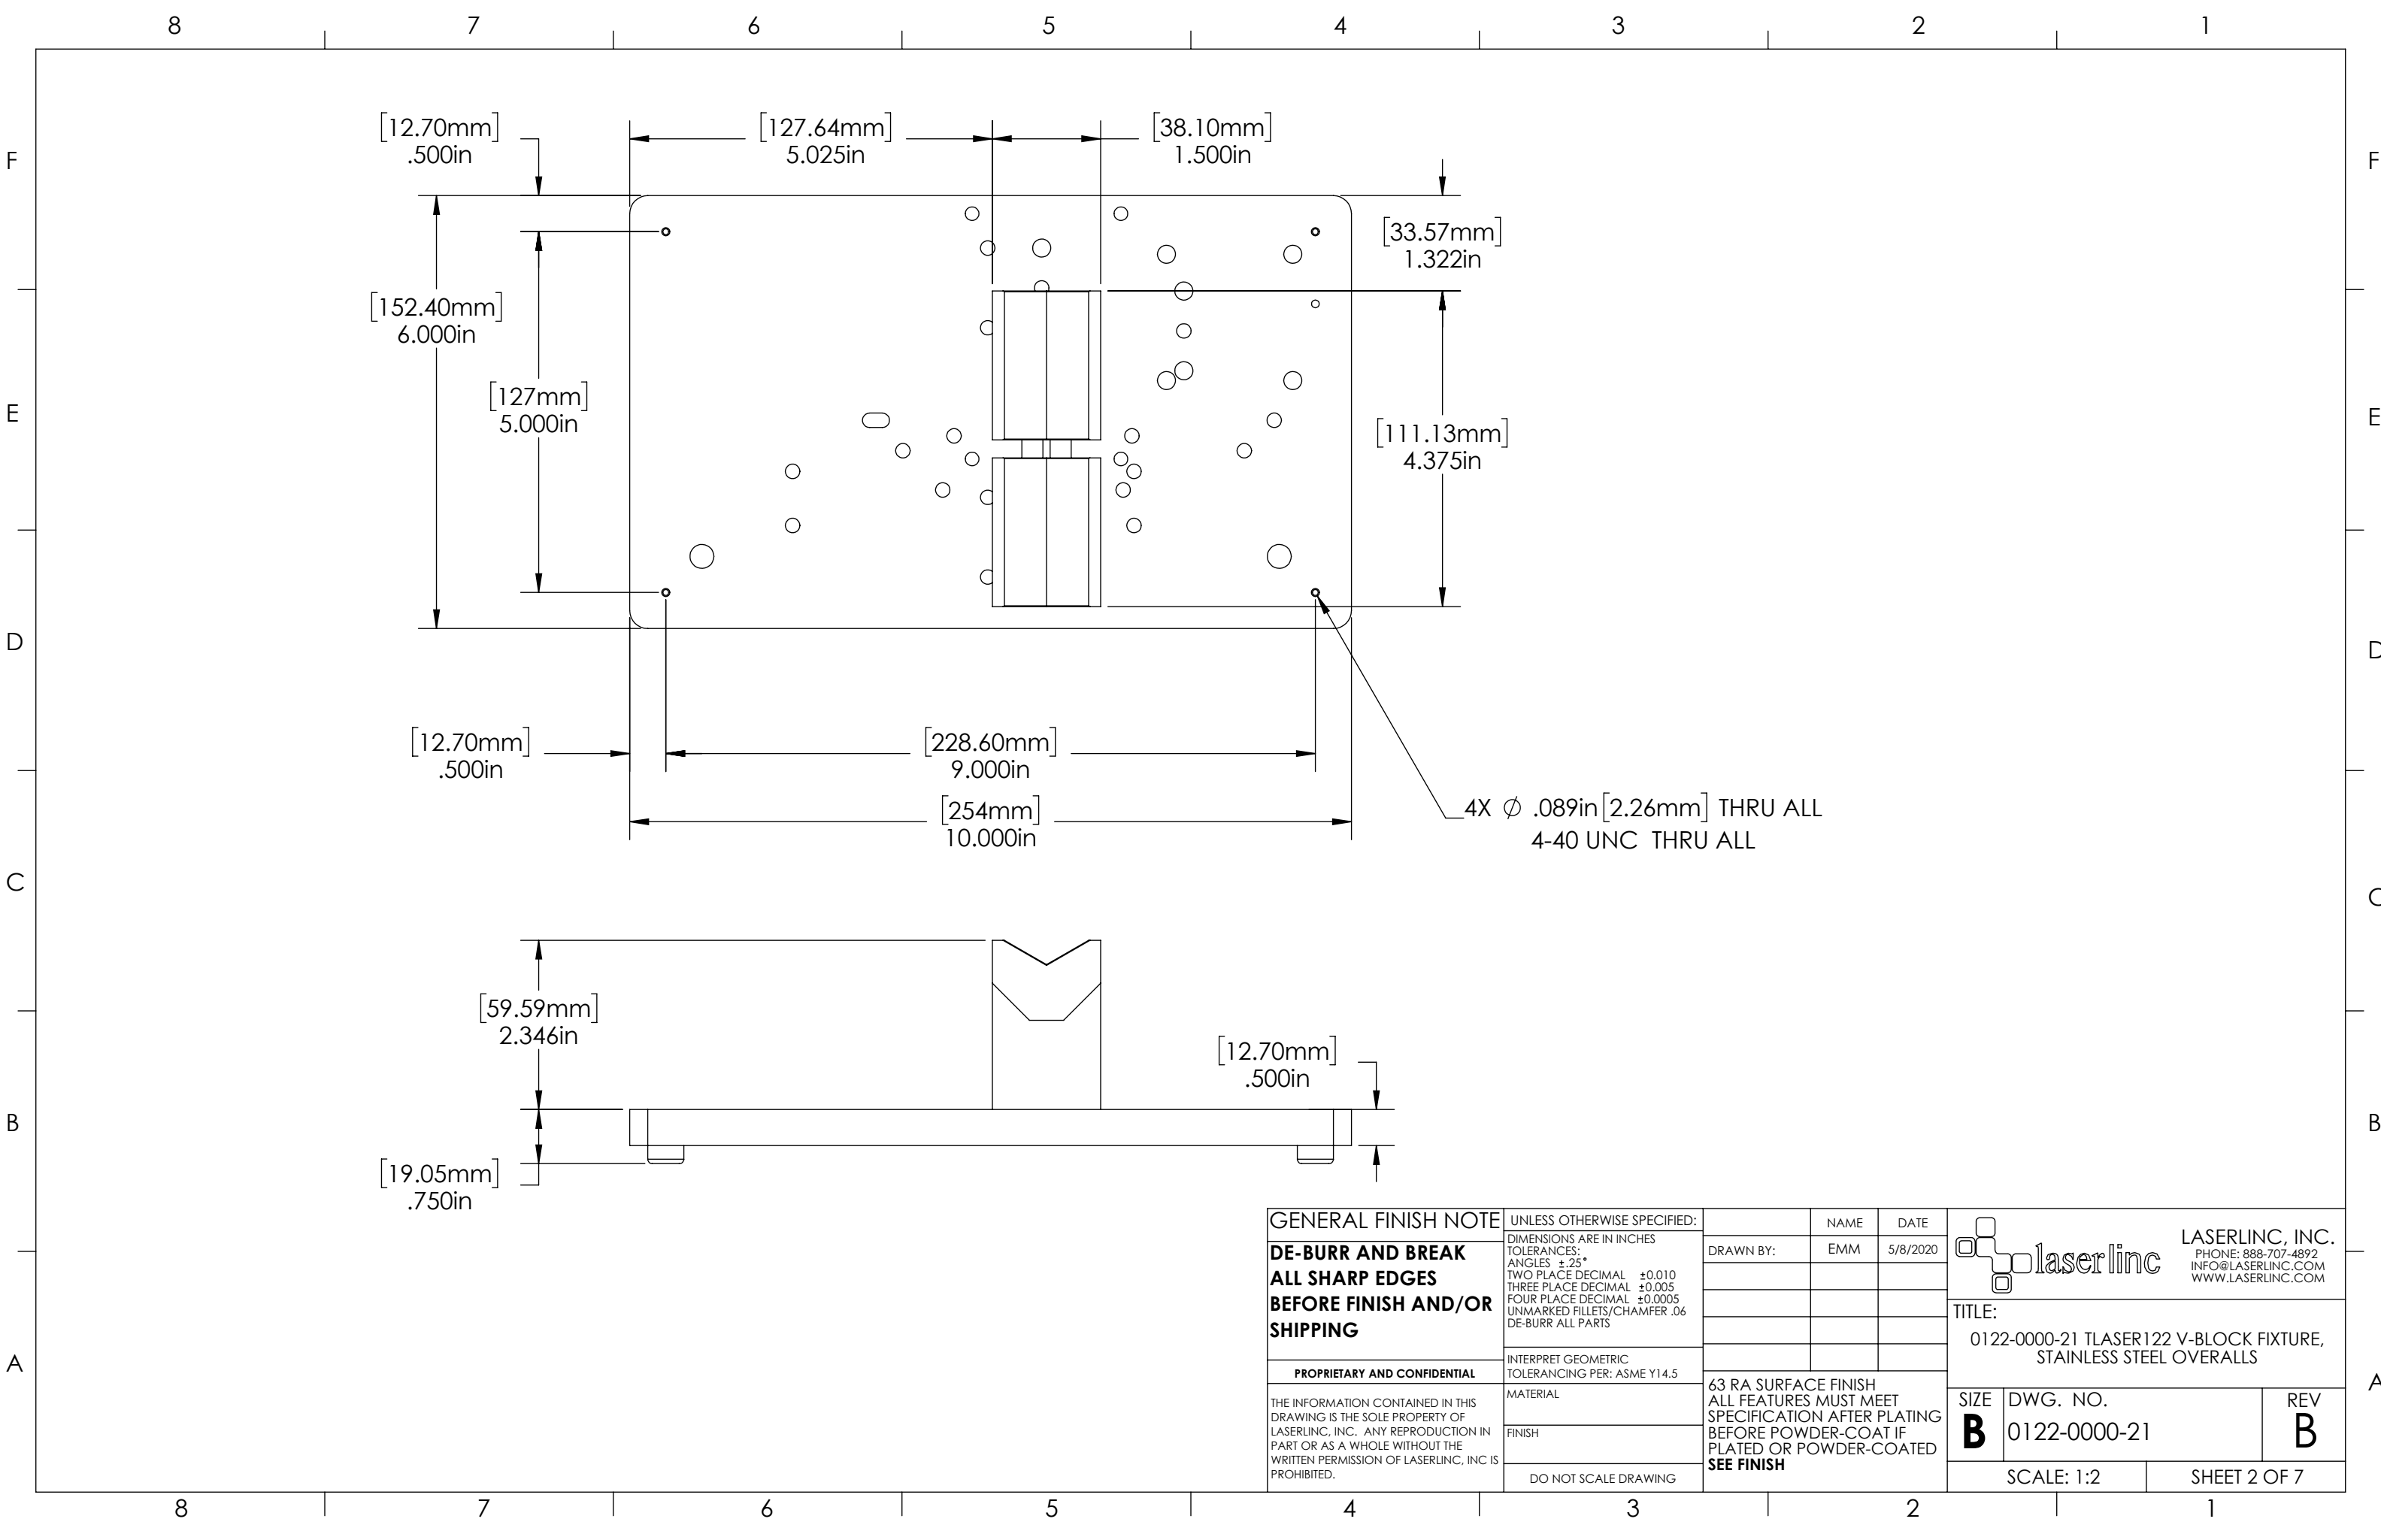 8 7 6 5 4 3 2 1
F
E
D
C
B
A
F
E
D
C
B
A
[12.70mm]
.500in
[127.64mm]
5.025in
[38.10mm]
1.500in
[33.57mm]
1.322in
[152.40mm]
6.000in
[127mm]
5.000in
[111.13mm]
4.375in
[12.70mm]
.500in
[228.60mm]
9.000in
[254mm]
10.000in
4X ∅ .089in[2.26mm] THRU ALL
4-40 UNC THRU ALL
[59.59mm]
2.346in
[12.70mm]
.500in
[19.05mm]
.750in
GENERAL FINISH NOTE
DE-BURR AND BREAK
ALL SHARP EDGES
BEFORE FINISH AND/OR
SHIPPING
PROPRIETARY AND CONFIDENTIAL
THE INFORMATION CONTAINED IN THIS
DRAWING IS THE SOLE PROPERTY OF
LASERLINC, INC. ANY REPRODUCTION IN
PART OR AS A WHOLE WITHOUT THE
WRITTEN PERMISSION OF LASERLINC, INC IS
PROHIBITED.
UNLESS OTHERWISE SPECIFIED:
DIMENSIONS ARE IN INCHES
TOLERANCES:
ANGLES ±.25°
TWO PLACE DECIMAL ±0.010
THREE PLACE DECIMAL ±0.005
FOUR PLACE DECIMAL ±0.0005
UNMARKED FILLETS/CHAMFER .06
DE-BURR ALL PARTS
INTERPRET GEOMETRIC
TOLERANCING PER: ASME Y14.5
MATERIAL
FINISH
DO NOT SCALE DRAWING
NAME DATE
DRAWN BY: EMM 5/8/2020
63 RA SURFACE FINISH
ALL FEATURES MUST MEET
SPECIFICATION AFTER PLATING
BEFORE POWDER-COAT IF
PLATED OR POWDER-COATED
SEE FINISH
laserlinc
LASERLINC, INC.
PHONE: 888-707-4892
INFO@LASERLINC.COM
WWW.LASERLINC.COM
TITLE:
0122-0000-21 TLASER122 V-BLOCK FIXTURE,
STAINLESS STEEL OVERALLS
SIZE
B
DWG. NO.
0122-0000-21
REV
B
SCALE: 1:2
SHEET 2 OF 7
8 7 6 5 4 3 2 1